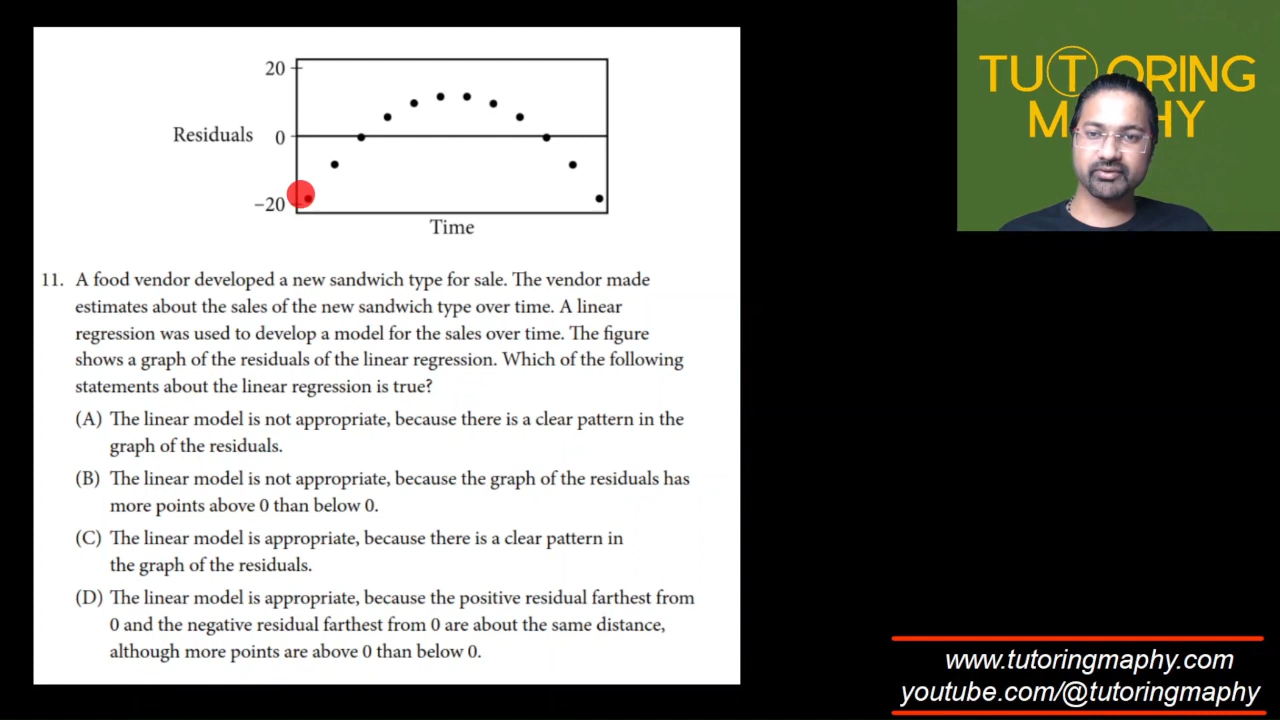 20
Residuals 0
−20
Time
11. A food vendor developed a new sandwich type for sale. The vendor made
estimates about the sales of the new sandwich type over time. A linear
regression was used to develop a model for the sales over time. The figure
shows a graph of the residuals of the linear regression. Which of the following
statements about the linear regression is true?
(A) The linear model is not appropriate, because there is a clear pattern in the
graph of the residuals.
(B) The linear model is not appropriate, because the graph of the residuals has
more points above 0 than below 0.
(C) The linear model is appropriate, because there is a clear pattern in
the graph of the residuals.
(D) The linear model is appropriate, because the positive residual farthest from
0 and the negative residual farthest from 0 are about the same distance,
although more points are above 0 than below 0.
TUTORING
www.tutoringmaphy.com
youtube.com/@tutoringmaphy